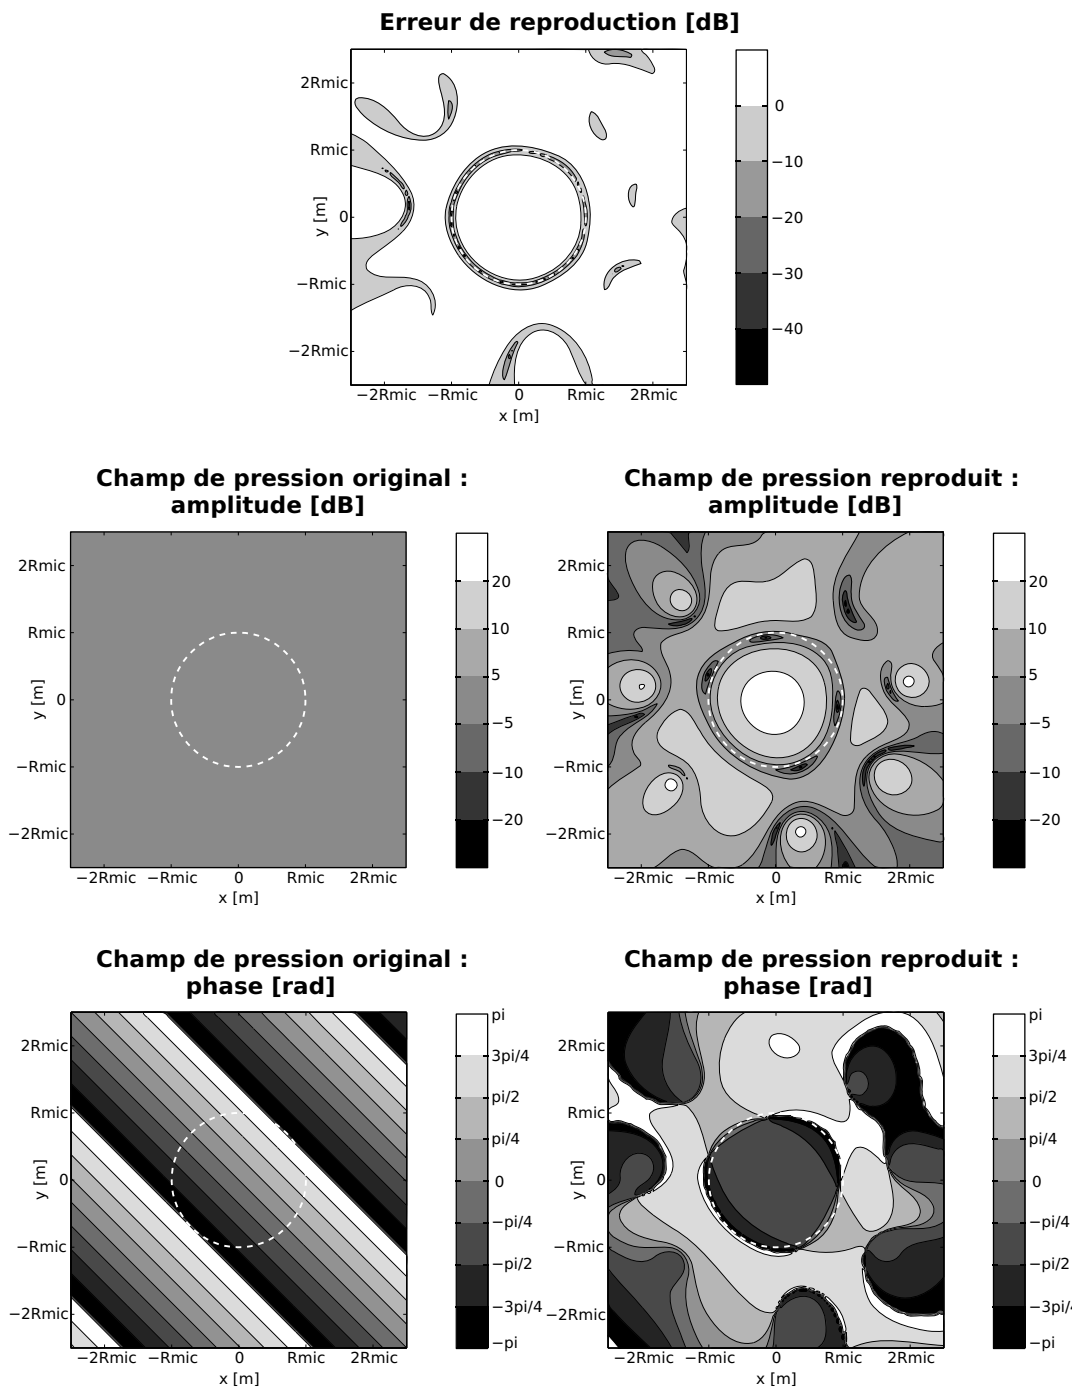 Erreur de reproduction [dB]
2Rmic
Rmic
0
−Rmic
−2Rmic
y [m]
−2Rmic −Rmic 0 Rmic 2Rmic
x [m]
0
−10
−20
−30
−40
Champ de pression original :
amplitude [dB]
2Rmic
Rmic
0
−Rmic
−2Rmic
y [m]
−2Rmic −Rmic 0 Rmic 2Rmic
x [m]
20
10
5
−5
−10
−20
Champ de pression reproduit :
amplitude [dB]
2Rmic
Rmic
0
−Rmic
−2Rmic
y [m]
−2Rmic −Rmic 0 Rmic 2Rmic
x [m]
20
10
5
−5
−10
−20
Champ de pression original :
phase [rad]
2Rmic
Rmic
0
−Rmic
−2Rmic
y [m]
−2Rmic −Rmic 0 Rmic 2Rmic
x [m]
pi
3pi/4
pi/2
pi/4
0
−pi/4
−pi/2
−3pi/4
−pi
Champ de pression reproduit :
phase [rad]
2Rmic
Rmic
0
−Rmic
−2Rmic
y [m]
−2Rmic −Rmic 0 Rmic 2Rmic
x [m]
pi
3pi/4
pi/2
pi/4
0
−pi/4
−pi/2
−3pi/4
−pi